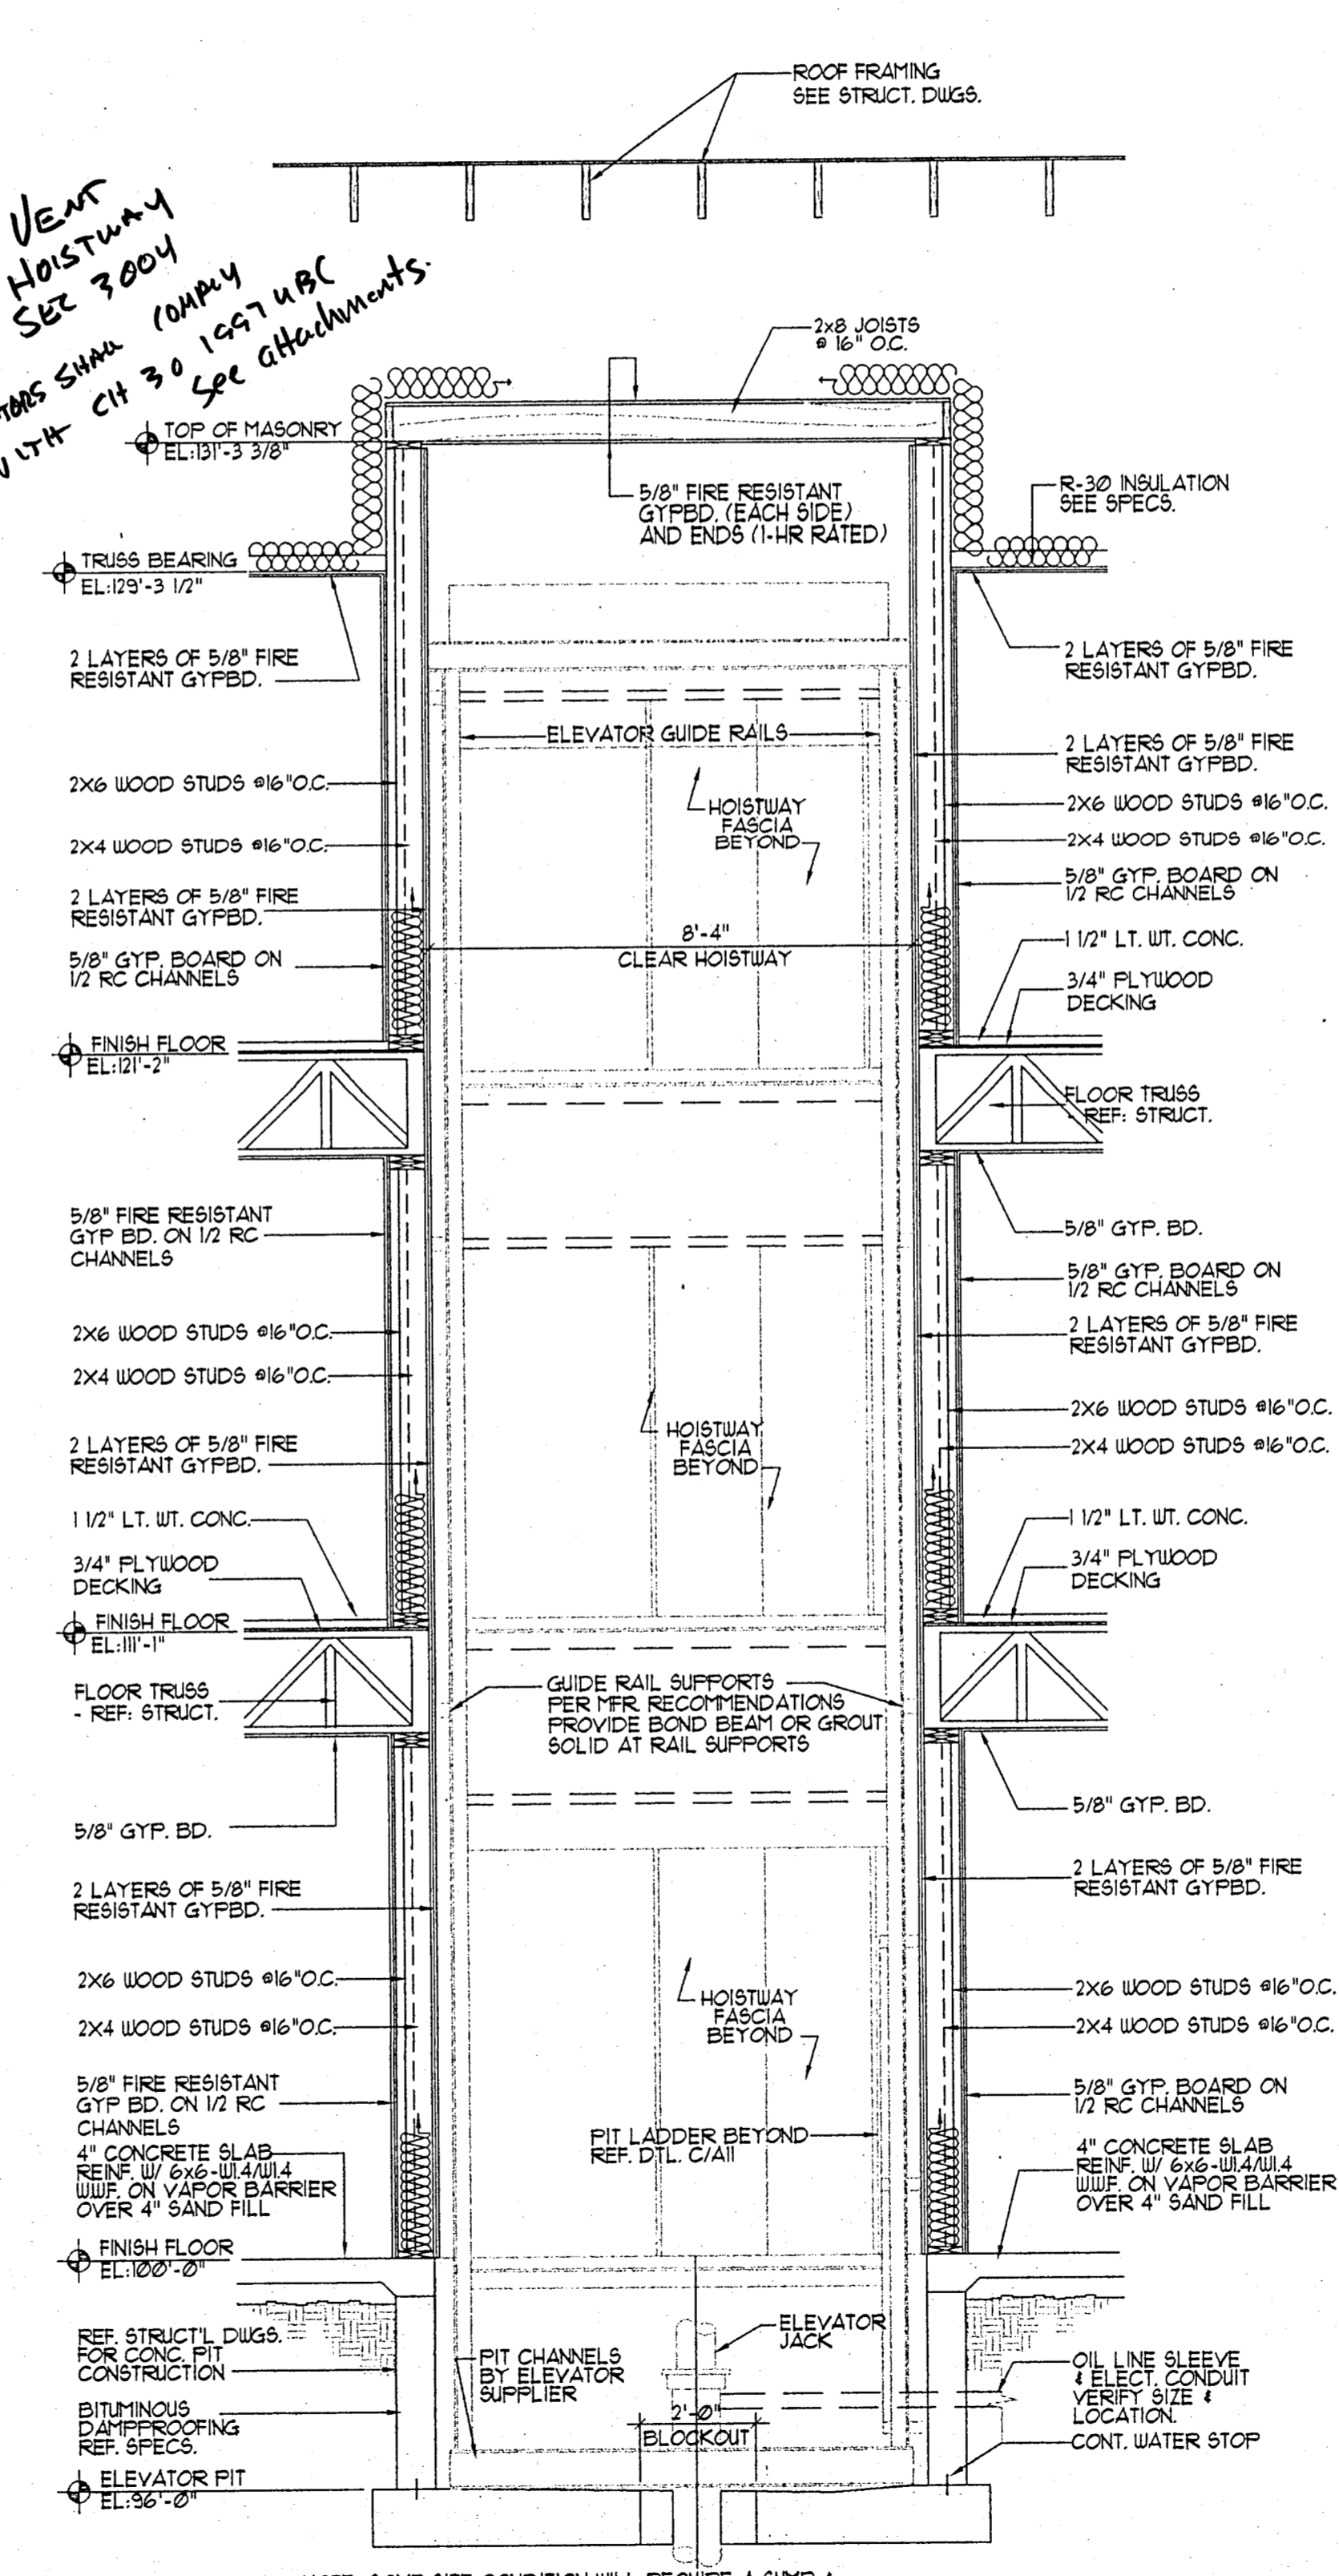 ROOF FRAMING
SEE STRUCT. DWGS.
VENT
HOISTWAY
SEC 3004
SHALL COMPLY
WITH CH 30 1997 UBC
See attachments.
2x8 JOISTS
@ 16" O.C.
TOP OF MASONRY
EL:131'-3 3/8"
5/8" FIRE RESISTANT
GYPBD. (EACH SIDE)
AND ENDS (1-HR RATED)
R-30 INSULATION
SEE SPECS.
TRUSS BEARING
EL:129'-3 1/2"
2 LAYERS OF 5/8" FIRE
RESISTANT GYPBD.
2 LAYERS OF 5/8" FIRE
RESISTANT GYPBD.
ELEVATOR GUIDE RAILS
2 LAYERS OF 5/8" FIRE
RESISTANT GYPBD.
2X6 WOOD STUDS @16"O.C.
HOISTWAY
FASCIA
BEYOND
2X6 WOOD STUDS @16"O.C.
2X4 WOOD STUDS @16"O.C.
2X4 WOOD STUDS @16"O.C.
2 LAYERS OF 5/8" FIRE
RESISTANT GYPBD.
5/8" GYP. BOARD ON
1/2 RC CHANNELS
8'-4"
CLEAR HOISTWAY
5/8" GYP. BOARD ON
1/2 RC CHANNELS
1 1/2" LT. WT. CONC.
3/4" PLYWOOD
DECKING
FINISH FLOOR
EL:121'-2"
FLOOR TRUSS
- REF: STRUCT.
5/8" FIRE RESISTANT
GYP BD. ON 1/2 RC
CHANNELS
5/8" GYP. BD.
5/8" GYP. BOARD ON
1/2 RC CHANNELS
2X6 WOOD STUDS @16"O.C.
2 LAYERS OF 5/8" FIRE
RESISTANT GYPBD.
2X4 WOOD STUDS @16"O.C.
2X6 WOOD STUDS @16"O.C.
HOISTWAY
FASCIA
BEYOND
2 LAYERS OF 5/8" FIRE
RESISTANT GYPBD.
2X4 WOOD STUDS @16"O.C.
1 1/2" LT. WT. CONC.
1 1/2" LT. WT. CONC.
3/4" PLYWOOD
DECKING
3/4" PLYWOOD
DECKING
FINISH FLOOR
EL:111'-1"
FLOOR TRUSS
- REF: STRUCT.
GUIDE RAIL SUPPORTS
PER MFR. RECOMMENDATIONS
PROVIDE BOND BEAM OR GROUT
SOLID AT RAIL SUPPORTS
5/8" GYP. BD.
5/8" GYP. BD.
2 LAYERS OF 5/8" FIRE
RESISTANT GYPBD.
2 LAYERS OF 5/8" FIRE
RESISTANT GYPBD.
2X6 WOOD STUDS @16"O.C.
HOISTWAY
FASCIA
BEYOND
2X6 WOOD STUDS @16"O.C.
2X4 WOOD STUDS @16"O.C.
2X4 WOOD STUDS @16"O.C.
5/8" FIRE RESISTANT
GYP BD. ON 1/2 RC
CHANNELS
5/8" GYP. BOARD ON
1/2 RC CHANNELS
PIT LADDER BEYOND
REF. DTL. C/A11
4" CONCRETE SLAB
REINF. W/ 6x6-W1.4/W1.4
W.W.F. ON VAPOR BARRIER
OVER 4" SAND FILL
4" CONCRETE SLAB
REINF. W/ 6x6-W1.4/W1.4
W.W.F. ON VAPOR BARRIER
OVER 4" SAND FILL
FINISH FLOOR
EL:100'-0"
REF. STRUCT'L DWGS.
FOR CONC. PIT
CONSTRUCTION
PIT CHANNELS
BY ELEVATOR
SUPPLIER
ELEVATOR
JACK
OIL LINE SLEEVE
& ELECT. CONDUIT
VERIFY SIZE &
LOCATION.
BITUMINOUS
DAMPPROOFING
REF. SPECS.
2'-0"
BLOCKOUT
CONT. WATER STOP
ELEVATOR PIT
EL:96'-0"